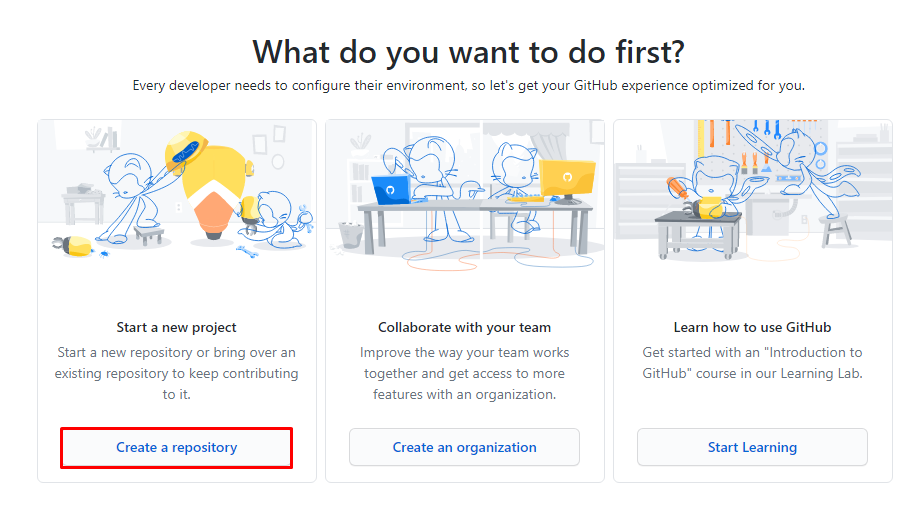 What do you want to do first?
Every developer needs to configure their environment, so let's get your GitHub experience optimized for you.
Start a new project
Start a new repository or bring over an
existing repository to keep contributing
to it.
Create a repository
Collaborate with your team
Improve the way your team works
together and get access to more
features with an organization.
Create an organization
Learn how to use GitHub
Get started with an "Introduction to
GitHub" course in our Learning Lab.
Start Learning